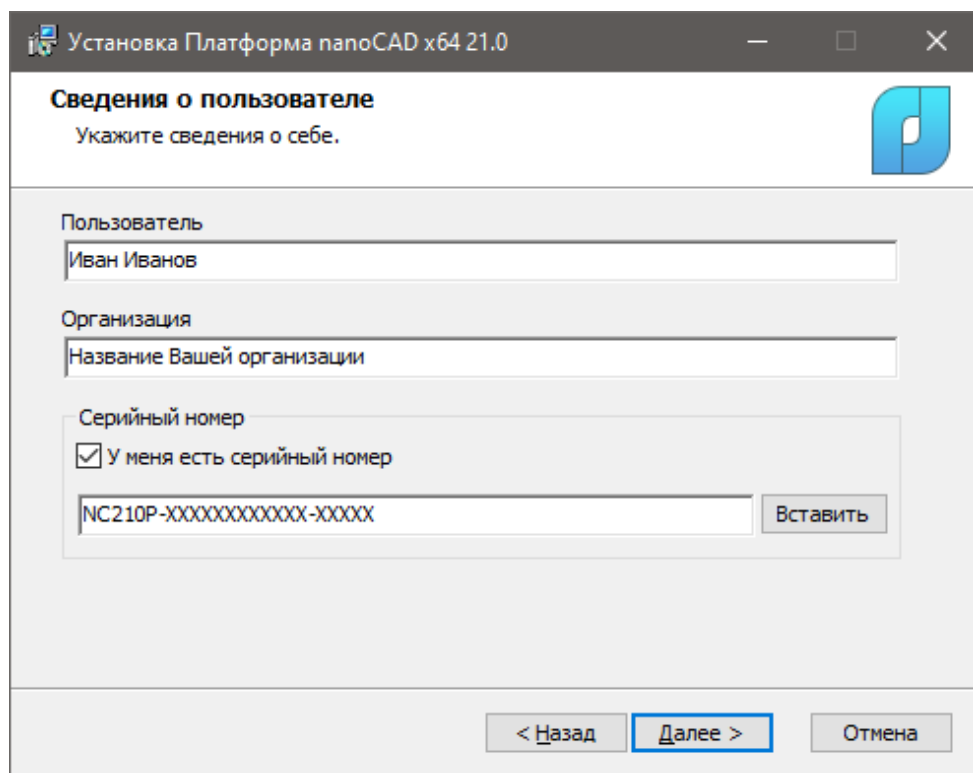 Установка Платформа nanoCAD x64 21.0
Сведения о пользователе
Укажите сведения о себе.
Пользователь
Иван Иванов
Организация
Название Вашей организации
Серийный номер
У меня есть серийный номер
NC210P-XXXXXXXXXXXX-XXXXX
Вставить
< Назад
Далее >
Отмена